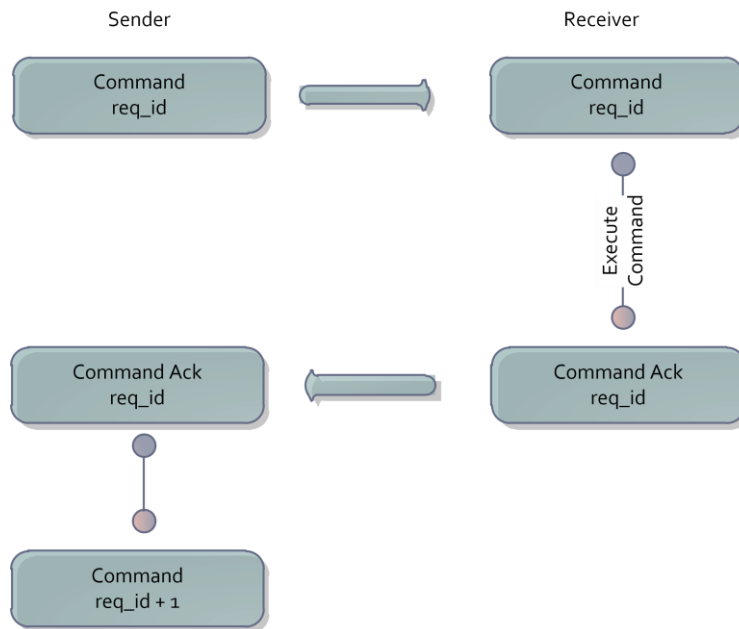 Sender
Receiver
Command
req_id
Command
req_id
Execute
Command
Command Ack
req_id
Command Ack
req_id
Command
req_id + 1